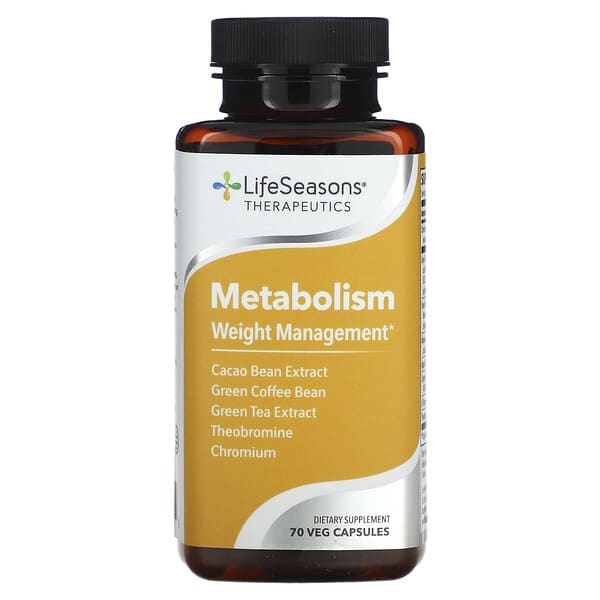 LifeSeasons®
THERAPEUTICS
Metabolism
Weight Management*
Cacao Bean Extract
Green Coffee Bean
Green Tea Extract
Theobromine
Chromium
DIETARY SUPPLEMENT
70 VEG CAPSULES